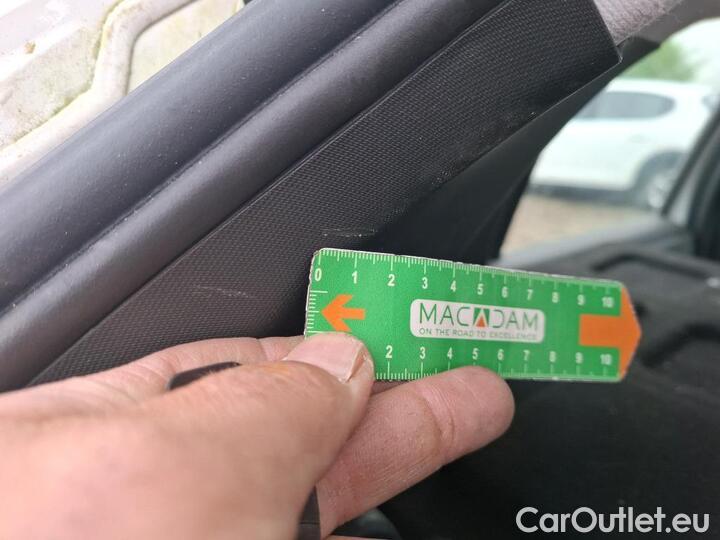 0 1 2 3 4 5 6 7 8 9 10
MACADAM
ON THE ROAD TO EXCELLENCE
2 3 4 5 6 7 8 9 10
CarOutlet.eu